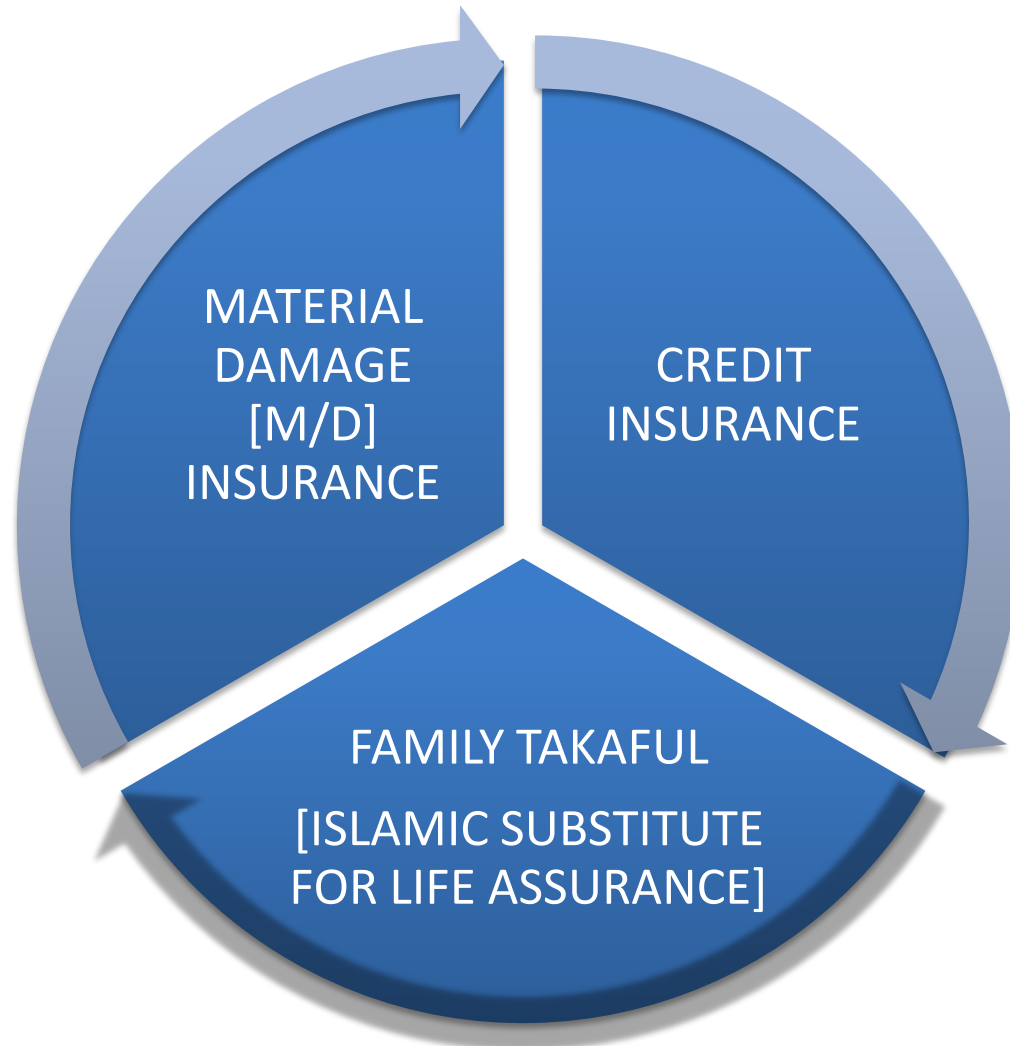 MATERIAL
DAMAGE
[M/D]
INSURANCE
CREDIT
INSURANCE
FAMILY TAKAFUL
[ISLAMIC SUBSTITUTE
FOR LIFE ASSURANCE]